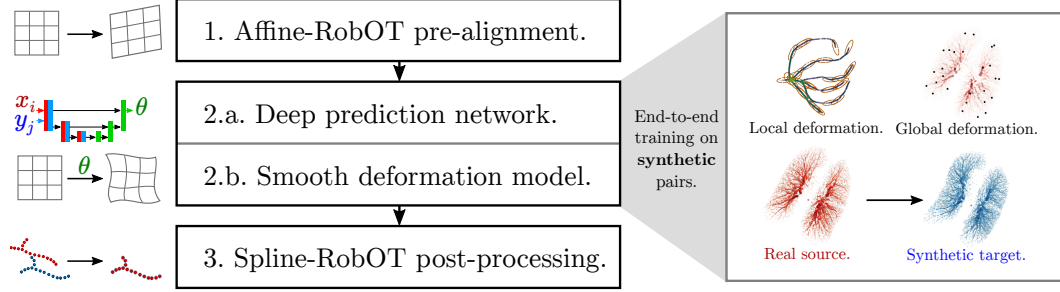 1. Affine-RobOT pre-alignment.
x_i
y_j
θ
2.a. Deep prediction network.
θ
2.b. Smooth deformation model.
3. Spline-RobOT post-processing.
End-to-end
training on
synthetic
pairs.
Local deformation.
Global deformation.
Real source.
Synthetic target.